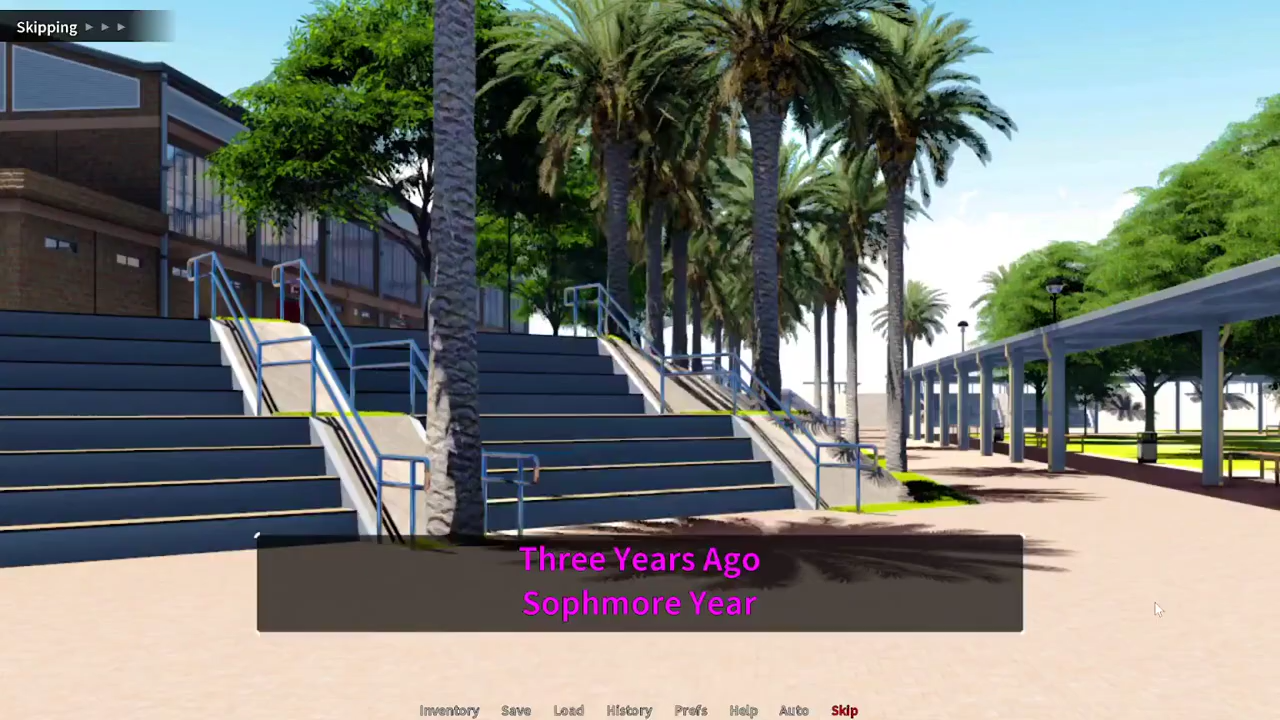 Skipping
Three Years Ago
Sophmore Year
Inventory Save Load History Prefs Help Auto Skip